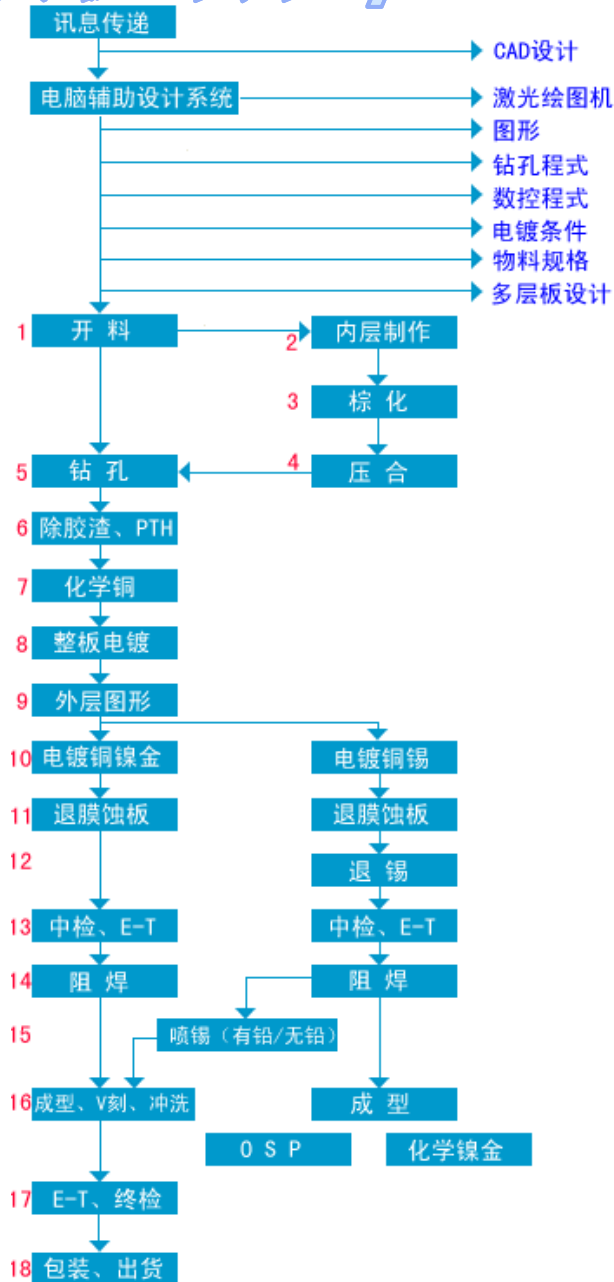 讯息传递
CAD设计
电脑辅助设计系统
激光绘图机
图形
钻孔程式
数控程式
电镀条件
物料规格
多层板设计
1 开 料
2 内层制作
3 棕 化
5 钻 孔
4 压 合
6 除胶渣、PTH
7 化学铜
8 整板电镀
9 外层图形
10 电镀铜镍金
电镀铜锡
11 退膜蚀板
退膜蚀板
12
退 锡
13 中检、E-T
中检、E-T
14 阻 焊
阻 焊
15 喷锡（有铅/无铅）
16 成型、V刻、冲洗
成 型
O S P
化学镍金
17 E-T、终检
18 包装、出货